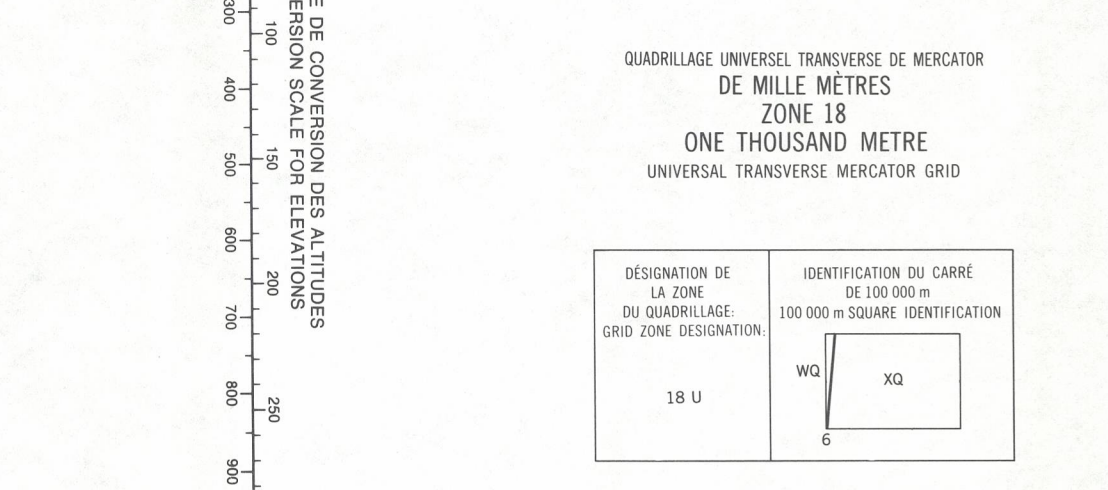 300
400
500
600
700
800
900
100
150
200
250
E DE CONVERSION DES ALTITUDES
ERSION SCALE FOR ELEVATIONS
QUADRILLAGE UNIVERSEL TRANSVERSE DE MERCATOR
DE MILLE MÈTRES
ZONE 18
ONE THOUSAND METRE
UNIVERSAL TRANSVERSE MERCATOR GRID
DÉSIGNATION DE
LA ZONE
DU QUADRILLAGE:
GRID ZONE DESIGNATION:
18 U
IDENTIFICATION DU CARRÉ
DE 100 000 m
100 000 m SQUARE IDENTIFICATION
WQ
XQ
6